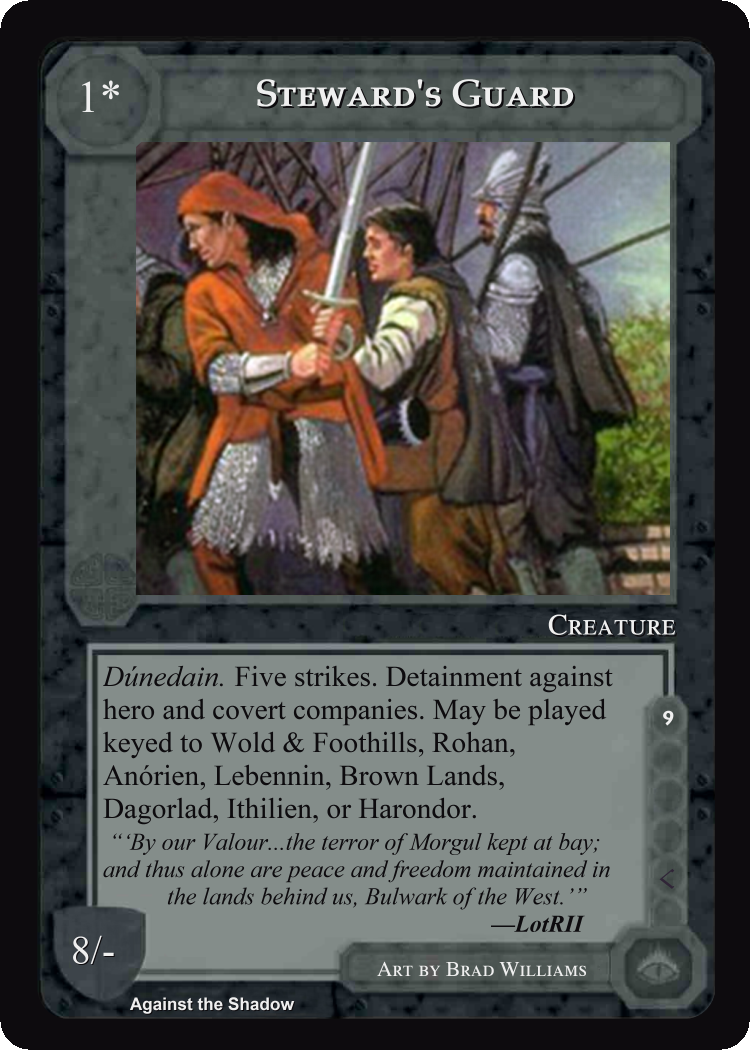 1*
STEWARD'S GUARD
CREATURE
Dúnedain. Five strikes. Detainment against
hero and covert companies. May be played
keyed to Wold & Foothills, Rohan,
Anórien, Lebennin, Brown Lands,
Dagorlad, Ithilien, or Harondor.
9
“‘By our Valour...the terror of Morgul kept at bay;
and thus alone are peace and freedom maintained in
the lands behind us, Bulwark of the West.’”
—LotRII
8/-
ART BY BRAD WILLIAMS
Against the Shadow